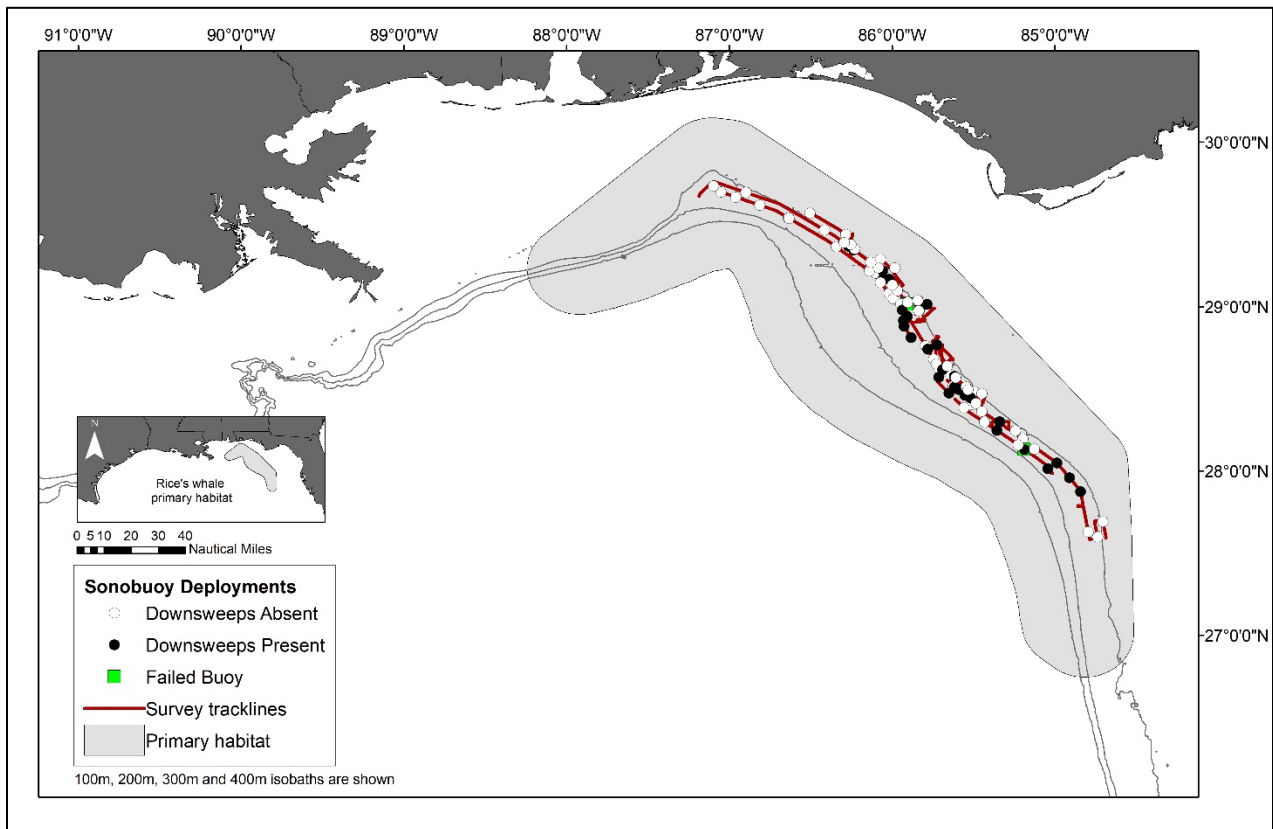 91°0'0"W 90°0'0"W 89°0'0"W 88°0'0"W 87°0'0"W 86°0'0"W 85°0'0"W
30°0'0"N
29°0'0"N
28°0'0"N
27°0'0"N
N
Rice's whale
primary habitat
0 5 10 20 30 40
Nautical Miles
Sonobuoy Deployments
Downsweeps Absent
Downsweeps Present
Failed Buoy
Survey tracklines
Primary habitat
100m, 200m, 300m and 400m isobaths are shown